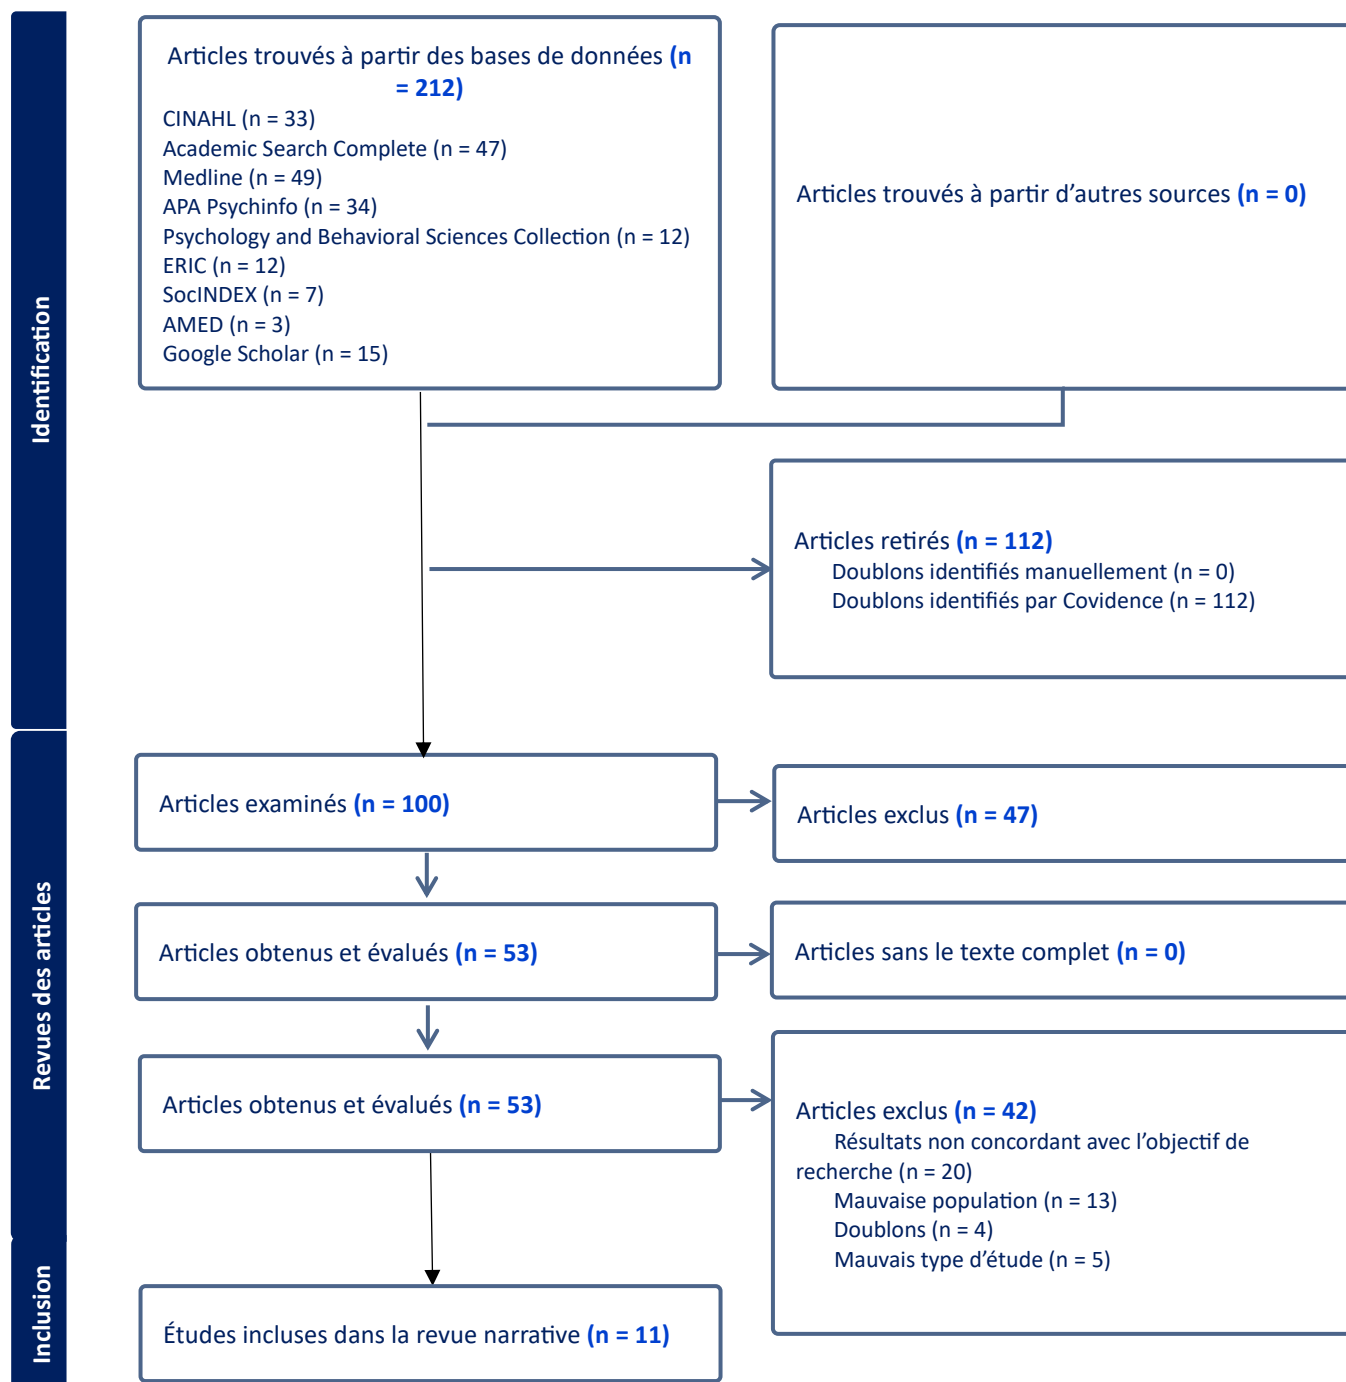 Identification
Articles trouvés à partir des bases de données (n
= 212)
CINAHL (n = 33)
Academic Search Complete (n = 47)
Medline (n = 49)
APA Psychinfo (n = 34)
Psychology and Behavioral Sciences Collection (n = 12)
ERIC (n = 12)
SocINDEX (n = 7)
AMED (n = 3)
Google Scholar (n = 15)
Articles trouvés à partir d’autres sources (n = 0)
Articles retirés (n = 112)
Doublons identifiés manuellement (n = 0)
Doublons identifiés par Covidence (n = 112)
Revues des articles
Articles examinés (n = 100)
Articles exclus (n = 47)
Articles obtenus et évalués (n = 53)
Articles sans le texte complet (n = 0)
Articles obtenus et évalués (n = 53)
Articles exclus (n = 42)
Résultats non concordant avec l’objectif de
recherche (n = 20)
Mauvaise population (n = 13)
Doublons (n = 4)
Mauvais type d’étude (n = 5)
Inclusion
Études incluses dans la revue narrative (n = 11)